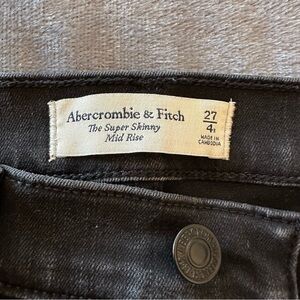 Abercrombie & Fitch
The Super Skinny
Mid Rise
27
4R
MADE IN
CAMBODIA